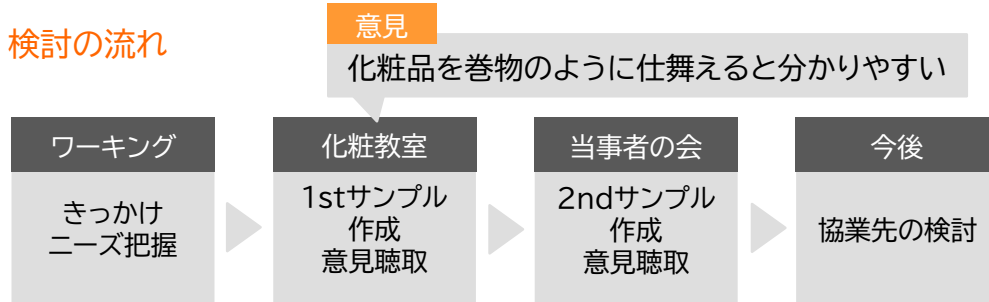 検討の流れ
意見
化粧品を巻物のように仕舞えると分かりやすい
ワーキング
きっかけ
ニーズ把握
化粧教室
1stサンプル
作成
意見聴取
当事者の会
2ndサンプル
作成
意見聴取
今後
協業先の検討